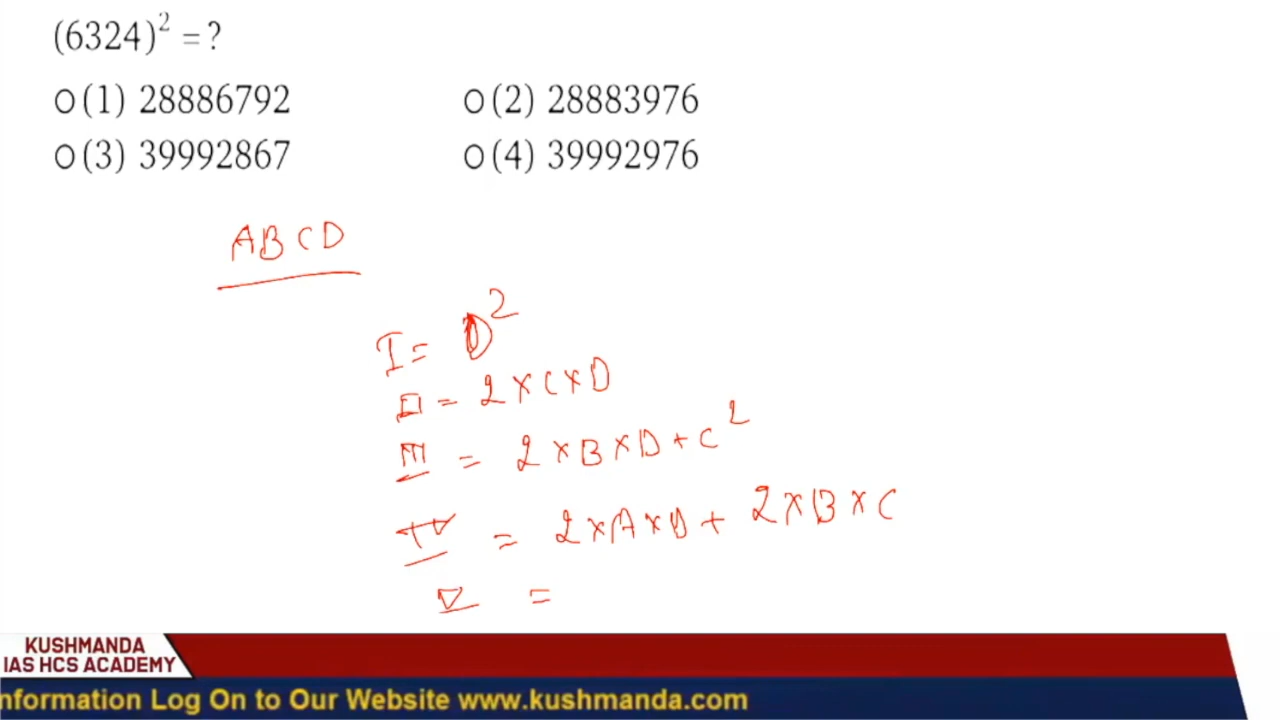 (6324)² = ?
(1) 28886792 (2) 28883976
(3) 39992867 (4) 39992976
ABCD
I = D²
II = 2×C×D
III = 2×B×D+C²
IV = 2×A×D+2×B×C
V =
KUSHMANDA
IAS HCS ACADEMY
nformation Log On to Our Website www.kushmanda.com